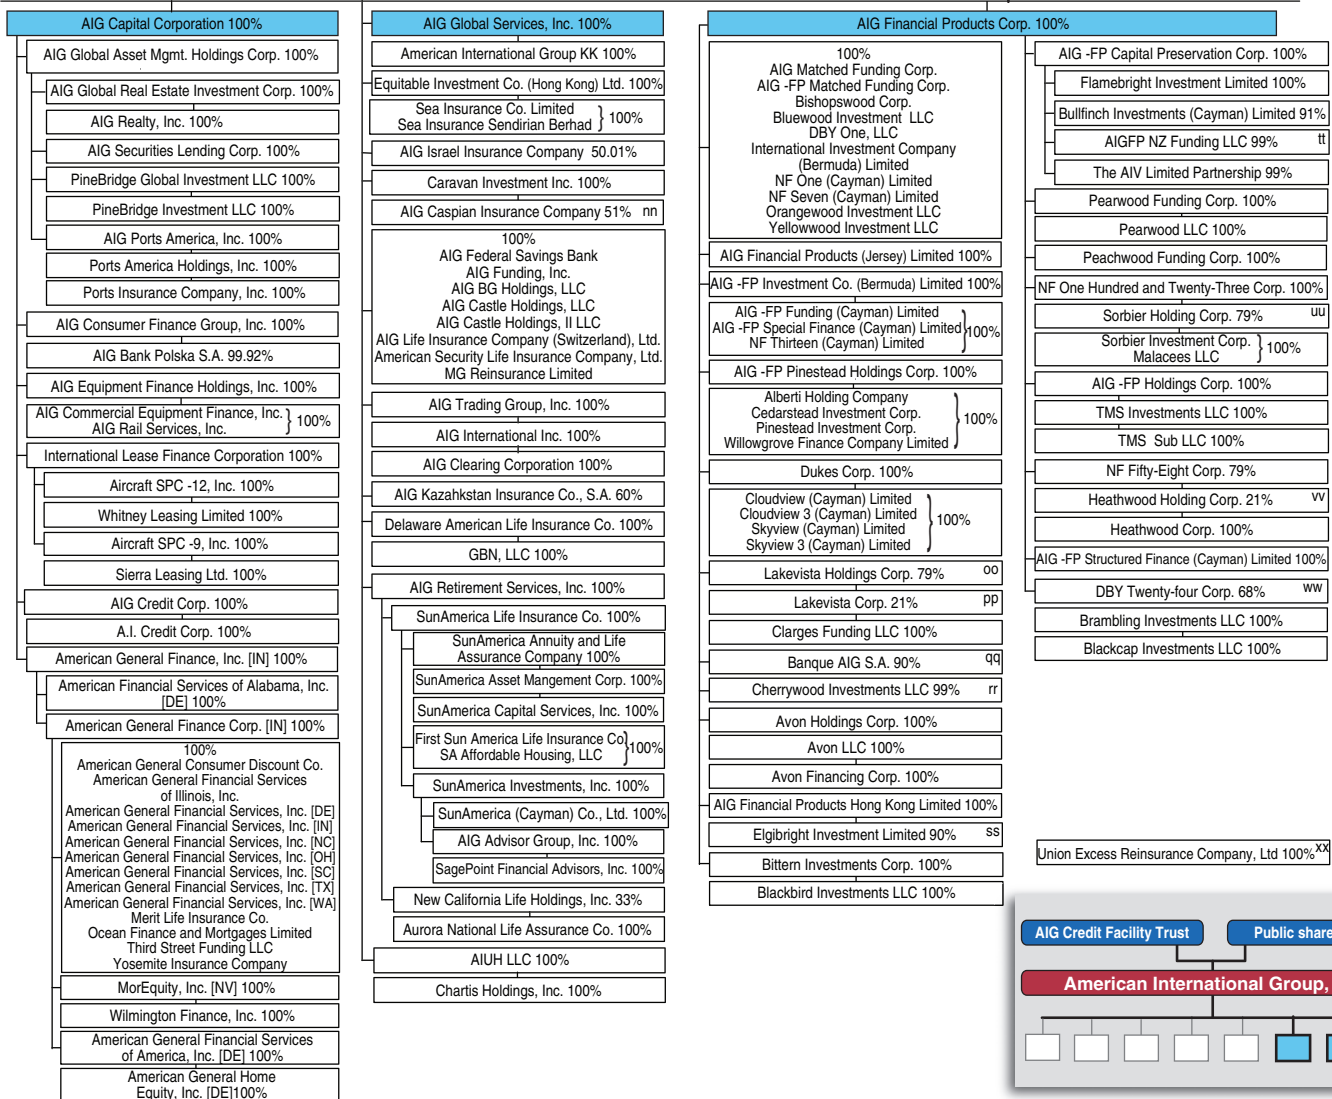 AIG Capital Corporation 100%
AIG Global Asset Mgmt. Holdings Corp. 100%
AIG Global Real Estate Investment Corp. 100%
AIG Realty, Inc. 100%
AIG Securities Lending Corp. 100%
PineBridge Global Investment LLC 100%
PineBridge Investment LLC 100%
AIG Ports America, Inc. 100%
Ports America Holdings, Inc. 100%
Ports Insurance Company, Inc. 100%
AIG Consumer Finance Group, Inc. 100%
AIG Bank Polska S.A. 99.92%
AIG Equipment Finance Holdings, Inc. 100%
AIG Commercial Equipment Finance, Inc.
AIG Rail Services, Inc.
} 100%
International Lease Finance Corporation 100%
Aircraft SPC -12, Inc. 100%
Whitney Leasing Limited 100%
Aircraft SPC -9, Inc. 100%
Sierra Leasing Ltd. 100%
AIG Credit Corp. 100%
A.I. Credit Corp. 100%
American General Finance, Inc. [IN] 100%
American Financial Services of Alabama, Inc.
[DE] 100%
American General Finance Corp. [IN] 100%
100%
American General Consumer Discount Co.
American General Financial Services
of Illinois, Inc.
American General Financial Services, Inc. [DE]
American General Financial Services, Inc. [IN]
American General Financial Services, Inc. [NC]
American General Financial Services, Inc. [OH]
American General Financial Services, Inc. [SC]
American General Financial Services, Inc. [TX]
American General Financial Services, Inc. [WA]
Merit Life Insurance Co.
Ocean Finance and Mortgages Limited
Third Street Funding LLC
Yosemite Insurance Company
MorEquity, Inc. [NV] 100%
Wilmington Finance, Inc. 100%
American General Financial Services
of America, Inc. [DE] 100%
American General Home
Equity, Inc. [DE]100%
AIG Global Services, Inc. 100%
American International Group KK 100%
Equitable Investment Co. (Hong Kong) Ltd. 100%
Sea Insurance Co. Limited
Sea Insurance Sendirian Berhad
} 100%
AIG Israel Insurance Company 50.01%
Caravan Investment Inc. 100%
AIG Caspian Insurance Company 51% nn
100%
AIG Federal Savings Bank
AIG Funding, Inc.
AIG BG Holdings, LLC
AIG Castle Holdings, LLC
AIG Castle Holdings, II LLC
AIG Life Insurance Company (Switzerland), Ltd.
American Security Life Insurance Company, Ltd.
MG Reinsurance Limited
AIG Trading Group, Inc. 100%
AIG International Inc. 100%
AIG Clearing Corporation 100%
AIG Kazahkstan Insurance Co., S.A. 60%
Delaware American Life Insurance Co. 100%
GBN, LLC 100%
AIG Retirement Services, Inc. 100%
SunAmerica Life Insurance Co. 100%
SunAmerica Annuity and Life
Assurance Company 100%
SunAmerica Asset Mangement Corp. 100%
SunAmerica Capital Services, Inc. 100%
First Sun America Life Insurance Co
SA Affordable Housing, LLC
}100%
SunAmerica Investments, Inc. 100%
SunAmerica (Cayman) Co., Ltd. 100%
AIG Advisor Group, Inc. 100%
SagePoint Financial Advisors, Inc. 100%
New California Life Holdings, Inc. 33%
Aurora National Life Assurance Co. 100%
AIUH LLC 100%
Chartis Holdings, Inc. 100%
AIG Financial Products Corp. 100%
100%
AIG Matched Funding Corp.
AIG -FP Matched Funding Corp.
Bishopswood Corp.
Bluewood Investment LLC
DBY One, LLC
International Investment Company
(Bermuda) Limited
NF One (Cayman) Limited
NF Seven (Cayman) Limited
Orangewood Investment LLC
Yellowwood Investment LLC
AIG Financial Products (Jersey) Limited 100%
AIG -FP Investment Co. (Bermuda) Limited 100%
AIG -FP Funding (Cayman) Limited
AIG -FP Special Finance (Cayman) Limited
NF Thirteen (Cayman) Limited
}100%
AIG -FP Pinestead Holdings Corp. 100%
Alberti Holding Company
Cedarstead Investment Corp.
Pinestead Investment Corp.
Willowgrove Finance Company Limited
} 100%
Dukes Corp. 100%
Cloudview (Cayman) Limited
Cloudview 3 (Cayman) Limited
Skyview (Cayman) Limited
Skyview 3 (Cayman) Limited
} 100%
Lakevista Holdings Corp. 79% oo
Lakevista Corp. 21% pp
Clarges Funding LLC 100%
Banque AIG S.A. 90% qq
Cherrywood Investments LLC 99% rr
Avon Holdings Corp. 100%
Avon LLC 100%
Avon Financing Corp. 100%
AIG Financial Products Hong Kong Limited 100%
Elgibright Investment Limited 90% ss
Bittern Investments Corp. 100%
Blackbird Investments LLC 100%
AIG -FP Capital Preservation Corp. 100%
Flamebright Investment Limited 100%
Bullfinch Investments (Cayman) Limited 91%
AIGFP NZ Funding LLC 99% tt
The AIV Limited Partnership 99%
Pearwood Funding Corp. 100%
Pearwood LLC 100%
Peachwood Funding Corp. 100%
NF One Hundred and Twenty-Three Corp. 100%
Sorbier Holding Corp. 79% uu
Sorbier Investment Corp.
Malacees LLC
} 100%
AIG -FP Holdings Corp. 100%
TMS Investments LLC 100%
TMS Sub LLC 100%
NF Fifty-Eight Corp. 79%
Heathwood Holding Corp. 21% vv
Heathwood Corp. 100%
AIG -FP Structured Finance (Cayman) Limited 100%
DBY Twenty-four Corp. 68% ww
Brambling Investments LLC 100%
Blackcap Investments LLC 100%
Union Excess Reinsurance Company, Ltd 100% xx
AIG Credit Facility Trust
Public share
American International Group,